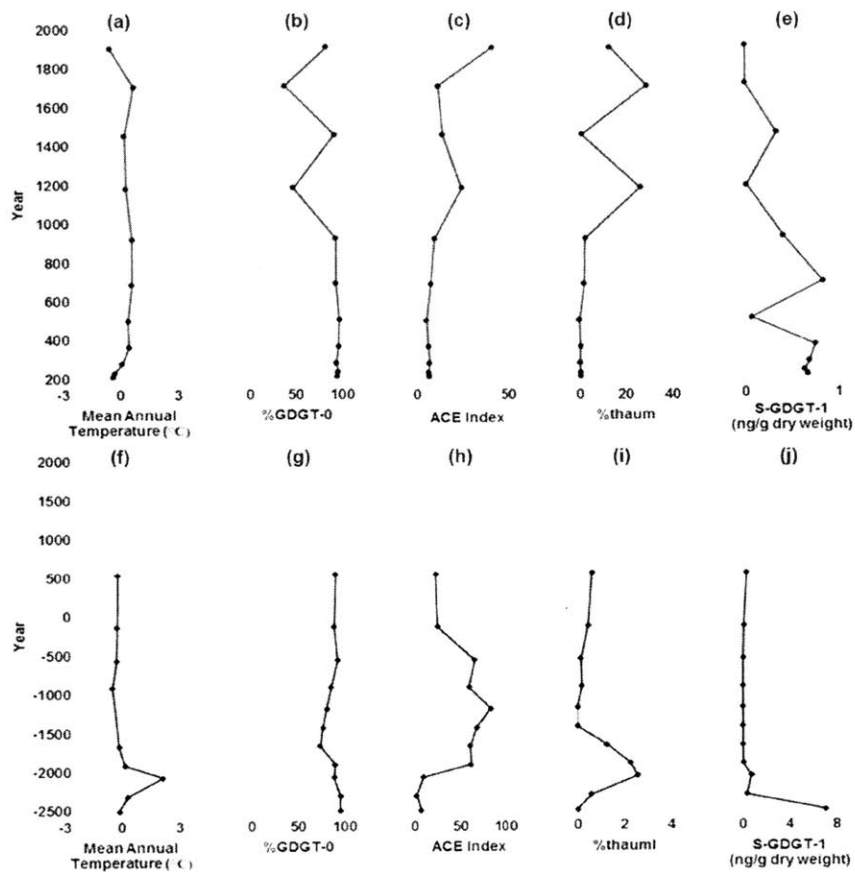 (a) (b) (c) (d) (e)
2000
1800
1600
1400
1200
1000
800
600
400
200
Year
-3 0 3
0 50 100
0 50
0 20 40
0 1
Mean Annual
Temperature (°C)
%GDGT-0
ACE Index
%thaum
S-GDGT-1
(ng/g dry weight)
(f) (g) (h) (i) (j)
2000
1500
1000
500
0
-500
-1000
-1500
-2000
-2500
Year
-3 0 3
0 50 100
0 50 100
0 2 4
0 8
Mean Annual
Temperature (°C)
%GDGT-0
ACE Index
%thauml
S-GDGT-1
(ng/g dry weight)